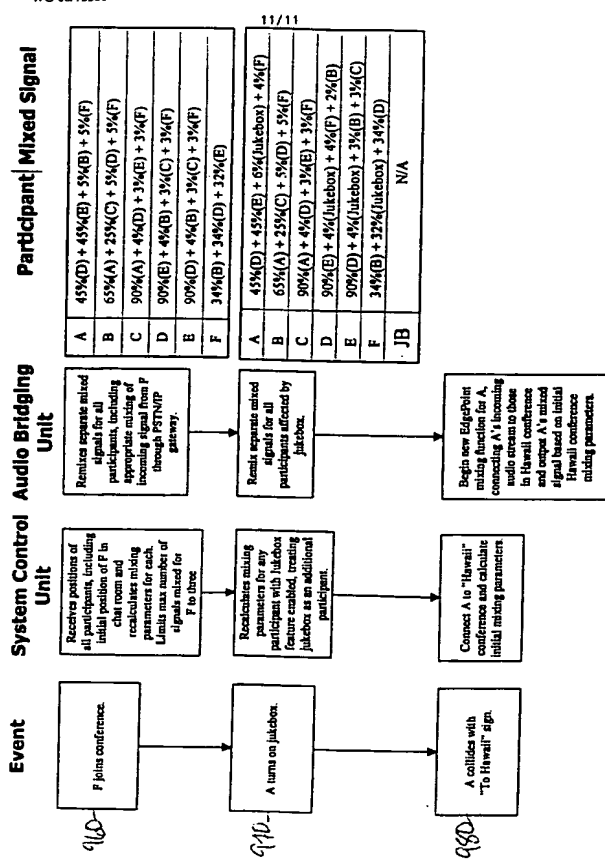 11/11
Event
System Control
Unit
Audio Bridging
Unit
Participant
Mixed Signal
960
F joins conference.
Receives positions of
all participants, including
initial position of F in
chat room and
recalculates mixing
parameters for each.
Limits max number of
signals mixed for
F to three
Remixes separate mixed
signals for all
participants, including
appropriate mixing of
incoming signal from F
through PSTN/IP
gateway.
A 45%(D) + 45%(E) + 5%(B) + 5%(F)
B 65%(A) + 25%(C) + 5%(D) + 5%(F)
C 90%(A) + 4%(D) + 3%(E) + 3%(F)
D 90%(E) + 4%(B) + 3%(C) + 3%(F)
E 90%(D) + 4%(B) + 3%(C) + 3%(F)
F 34%(B) + 34%(D) + 32%(E)
970
A turns on jukebox.
Recalculates mixing
parameters for any
participant with jukebox
feature enabled, treating
jukebox as an additional
participant.
Remix separate mixed
signals for all
participants affected by
jukebox.
A 45%(D) + 45%(E) + 6%(Jukebox) + 4%(F)
B 65%(A) + 25%(C) + 5%(D) + 5%(F)
C 90%(A) + 4%(D) + 3%(E) + 3%(F)
D 90%(E) + 4%(Jukebox) + 4%(F) + 2%(B)
E 90%(D) + 4%(Jukebox) + 3%(B) + 3%(C)
F 34%(B) + 32%(Jukebox) + 34%(D)
JB N/A
980
A collides with
"To Hawaii" sign.
Connect A to "Hawaii"
conference and calculate
initial mixing parameters.
Begin new EdgePoint
mixing function for A,
connecting A's incoming
audio stream to those
in Hawaii conference
and output A's mixed
signal based on initial
Hawaii conference
mixing parameters.